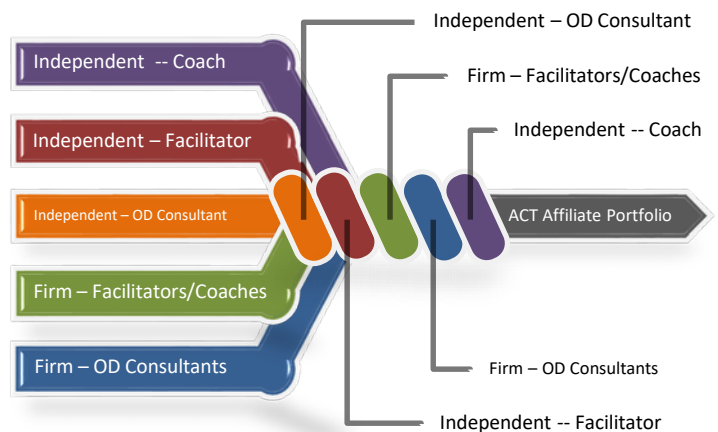 Independent – OD Consultant
Independent -- Coach
Firm – Facilitators/Coaches
Independent – Facilitator
Independent -- Coach
Independent – OD Consultant
ACT Affiliate Portfolio
Firm – Facilitators/Coaches
Firm – OD Consultants
Firm – OD Consultants
Independent -- Facilitator